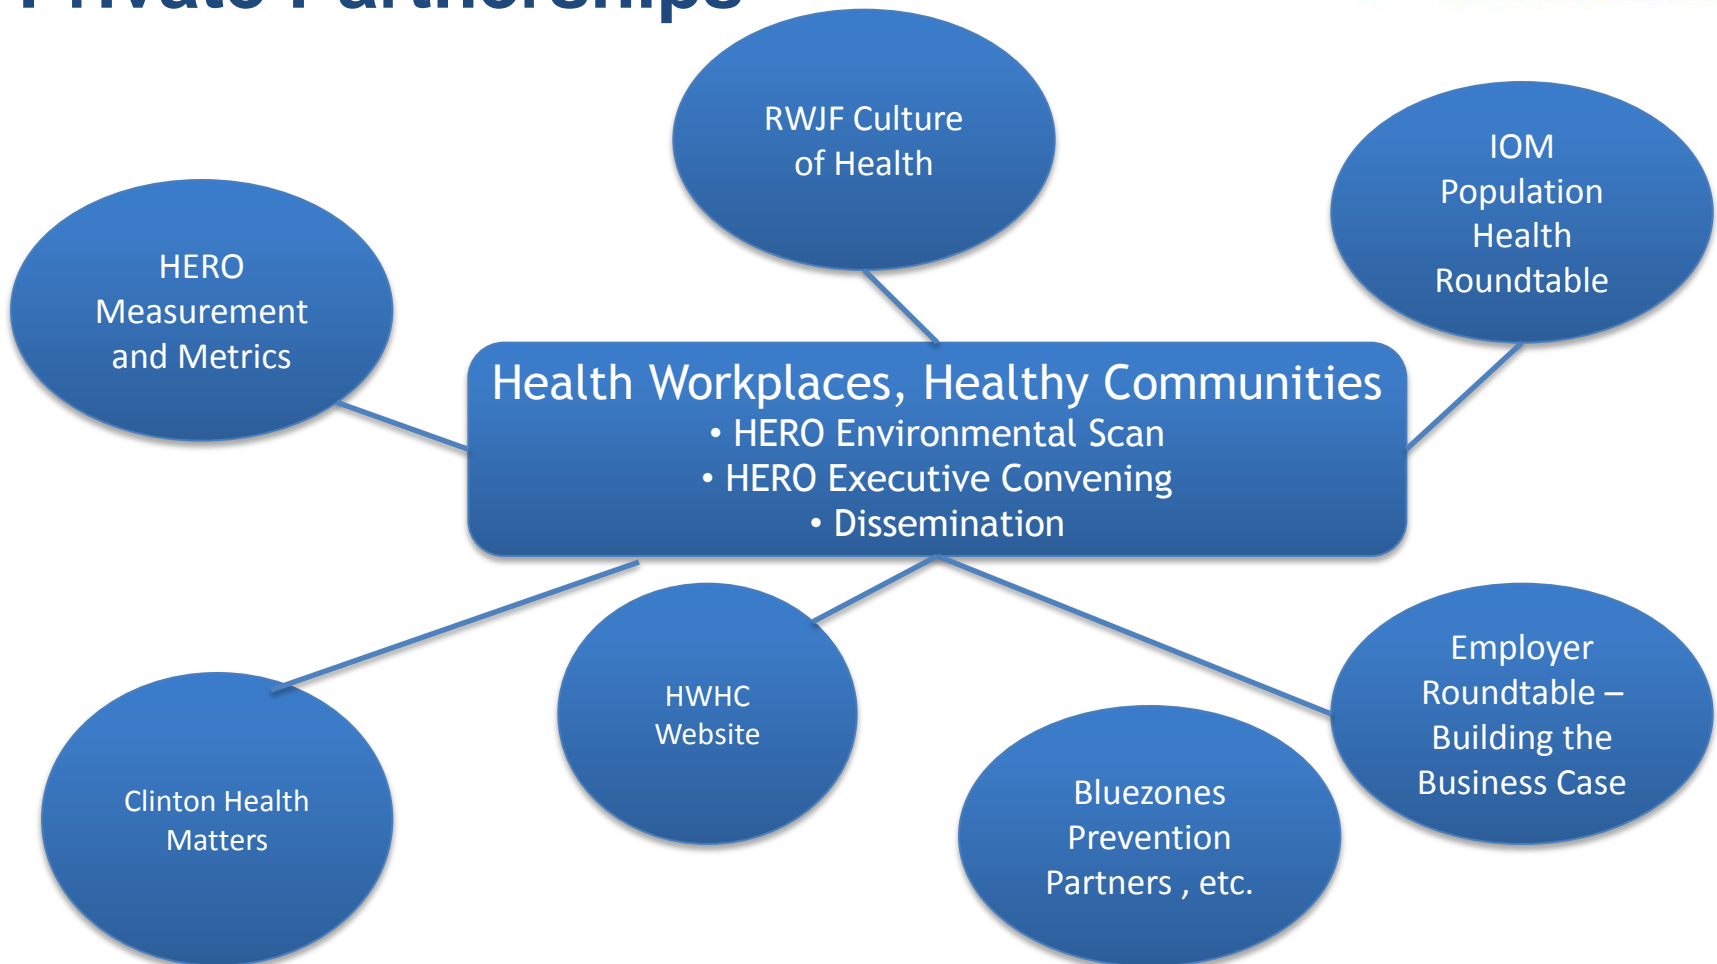 Private Partnerships
RWJF Culture
of Health
IOM
Population
Health
Roundtable
HERO
Measurement
and Metrics
Health Workplaces, Healthy Communities
• HERO Environmental Scan
• HERO Executive Convening
• Dissemination
Clinton Health
Matters
HWHC
Website
Bluezones
Prevention
Partners , etc.
Employer
Roundtable –
Building the
Business Case